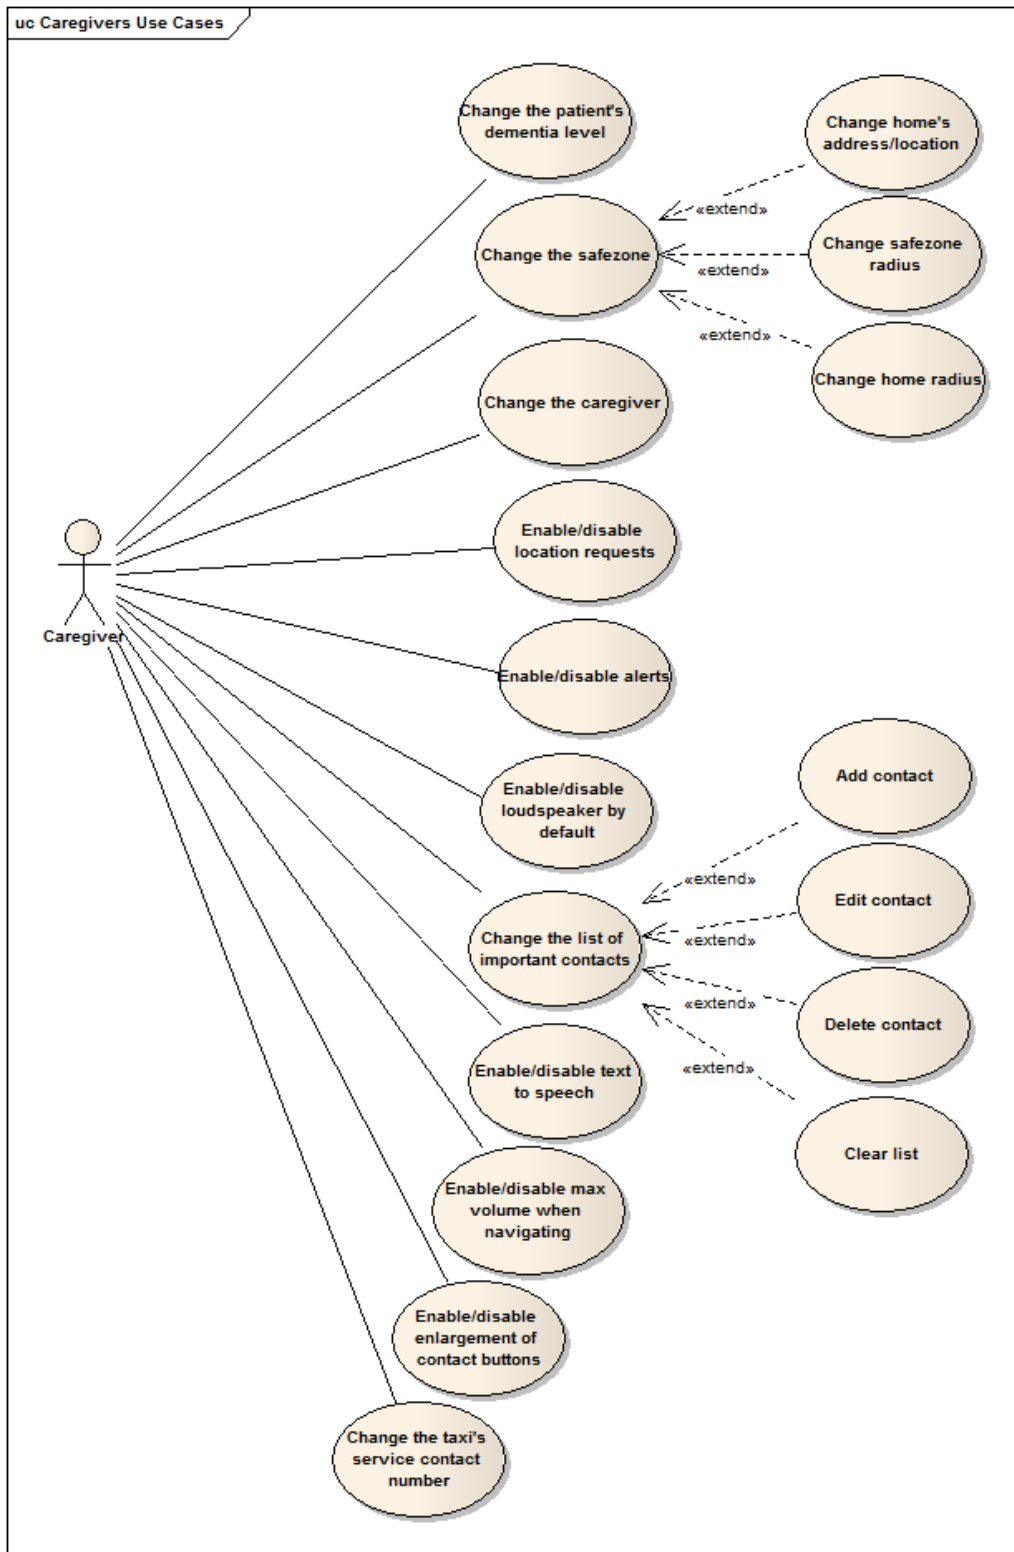 uc Caregivers Use Cases
Change the patient's
dementia level
Change home's
address/location
«extend»
Change the safezone
Change safezone
radius
«extend»
«extend»
Change home radius
Change the caregiver
Enable/disable
location requests
Caregiver
Enable/disable alerts
Enable/disable
loudspeaker by
default
Add contact
«extend»
Edit contact
Change the list of
important contacts
«extend»
«extend»
Delete contact
«extend»
Enable/disable text
to speech
Clear list
Enable/disable max
volume when
navigating
Enable/disable
enlargement of
contact buttons
Change the taxi's
service contact
number